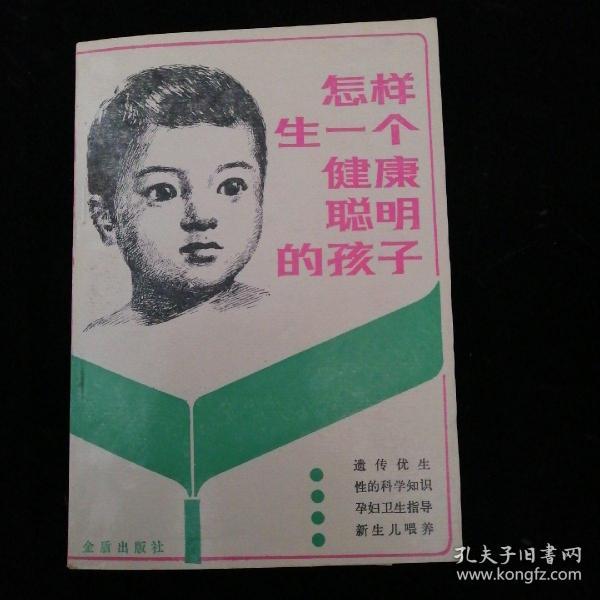 怎样
生一个
健康
聪明
的孩子
遗传优生
性的科学知识
孕妇卫生指导
新生儿喂养
金盾出版社
孔夫子旧书网
www.kongfz.com